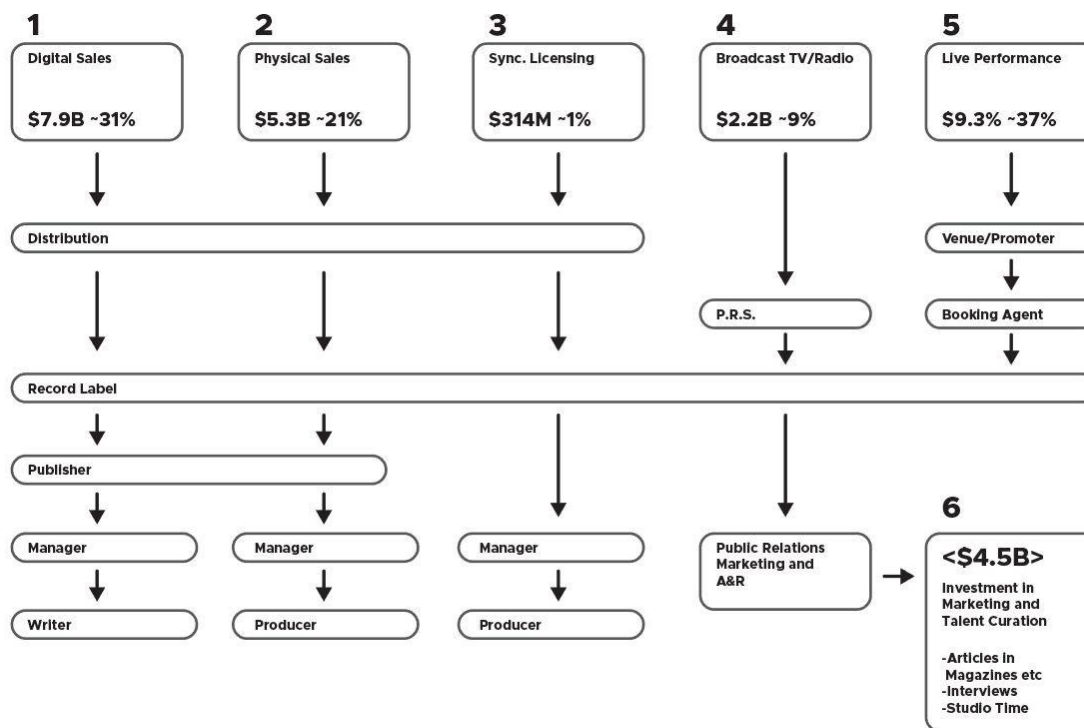 1
Digital Sales
$7.9B ~31%
2
Physical Sales
$5.3B ~21%
3
Sync. Licensing
$314M ~1%
4
Broadcast TV/Radio
$2.2B ~9%
5
Live Performance
$9.3% ~37%
Distribution
Venue/Promoter
P.R.S.
Booking Agent
Record Label
Publisher
Manager
Manager
Manager
Writer
Producer
Producer
Public Relations
Marketing and
A&R
6
<$4.5B>
Investment in
Marketing and
Talent Curation
-Articles in
Magazines etc
-Interviews
-Studio Time